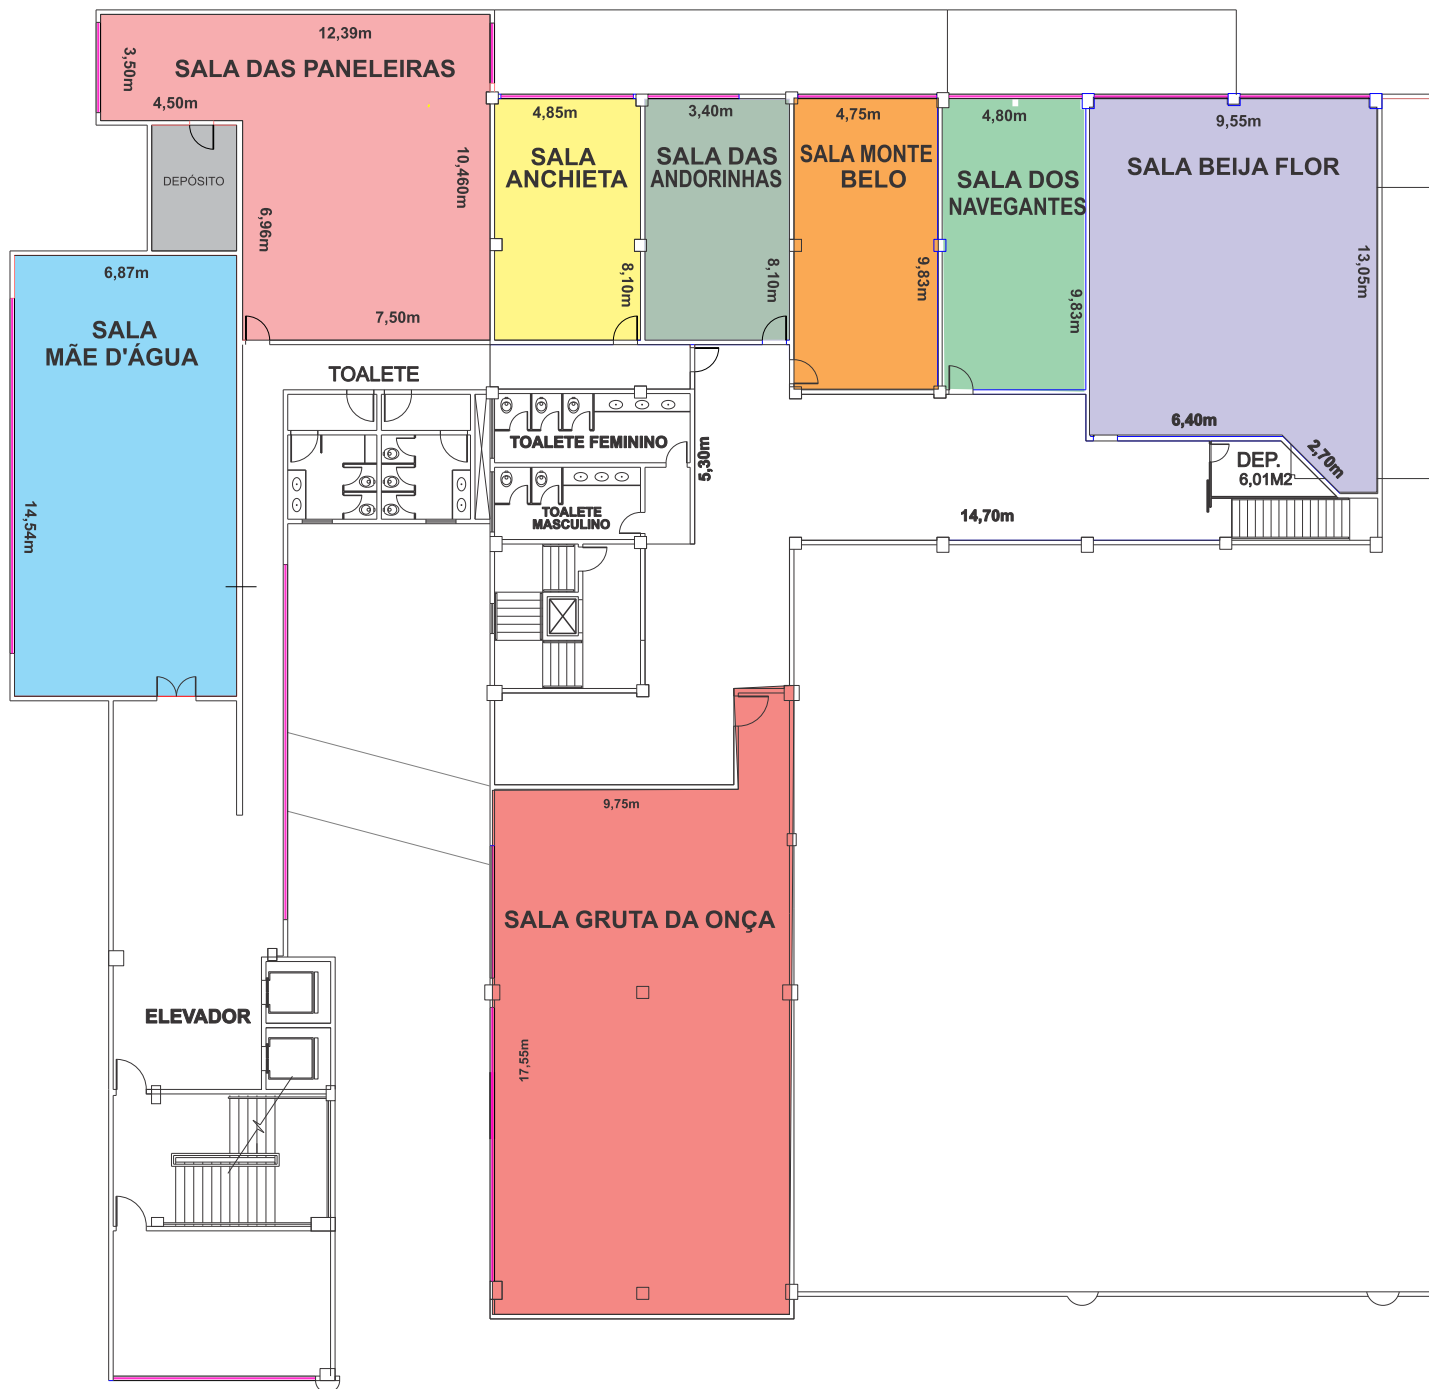 12,39m
3,50m
SALA DAS PANELEIRAS
4,50m
10,460m
6,96m
7,50m
DEPÓSITO
4,85m
SALA
ANCHIETA
8,10m
3,40m
SALA DAS
ANDORINHAS
8,10m
4,75m
SALA MONTE
BELO
9,83m
4,80m
SALA DOS
NAVEGANTES
9,83m
9,55m
SALA BEIJA FLOR
13,05m
6,40m
2,70m
6,87m
SALA
MÃE D'ÁGUA
14,54m
TOALETE
TOALETE FEMININO
5,30m
TOALETE
MASCULINO
DEP.
6,01M2
14,70m
9,75m
SALA GRUTA DA ONÇA
17,55m
ELEVADOR